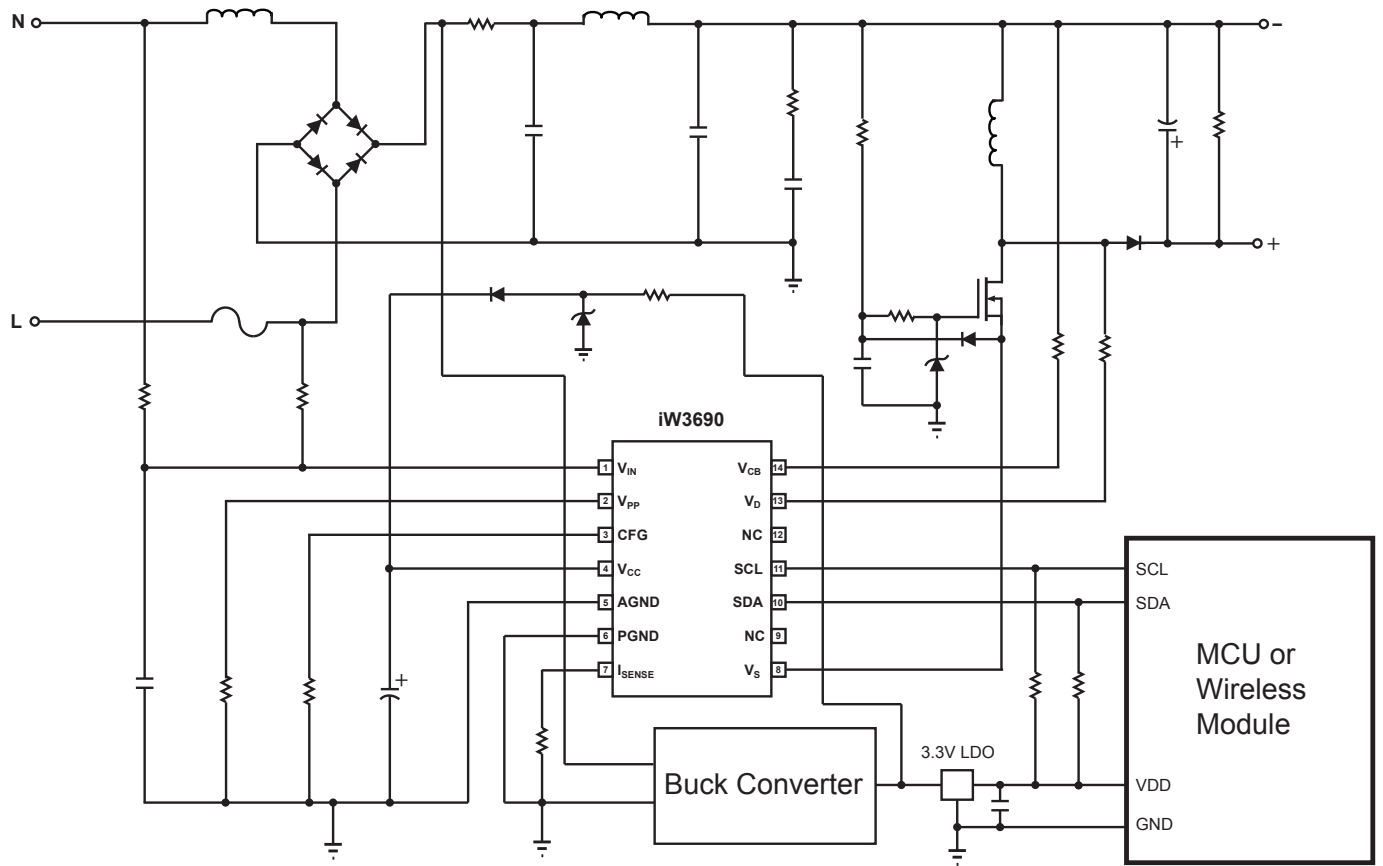 N
−
+
+
L
iW3690
1 VIN VCB 14
2 VPP VD 13
3 CFG NC 12
4 VCC SCL 11
5 AGND SDA 10
6 PGND NC 9
7 ISENSE VS 8
+
SCL
SDA
MCU or
Wireless
Module
VDD
GND
3.3V LDO
Buck Converter